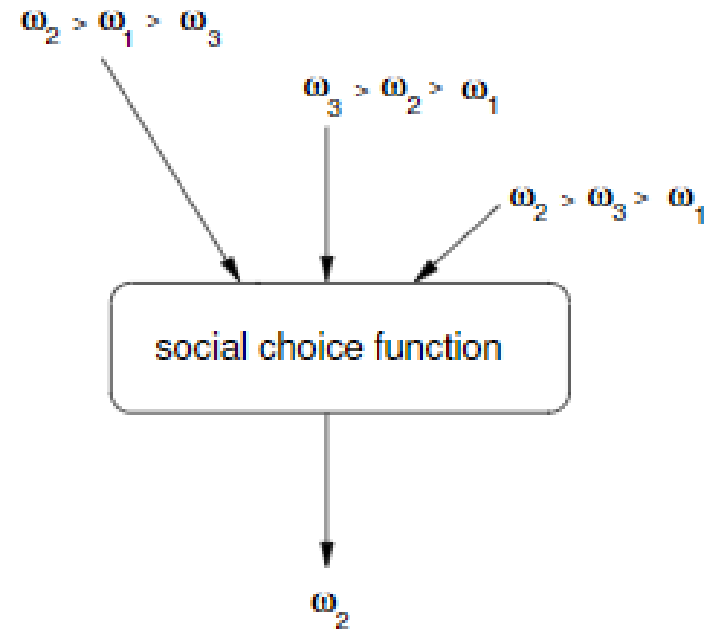 ω₂ > ω₁ > ω₃
ω₃ > ω₂ > ω₁
ω₂ > ω₃ > ω₁
social choice function
ω₂